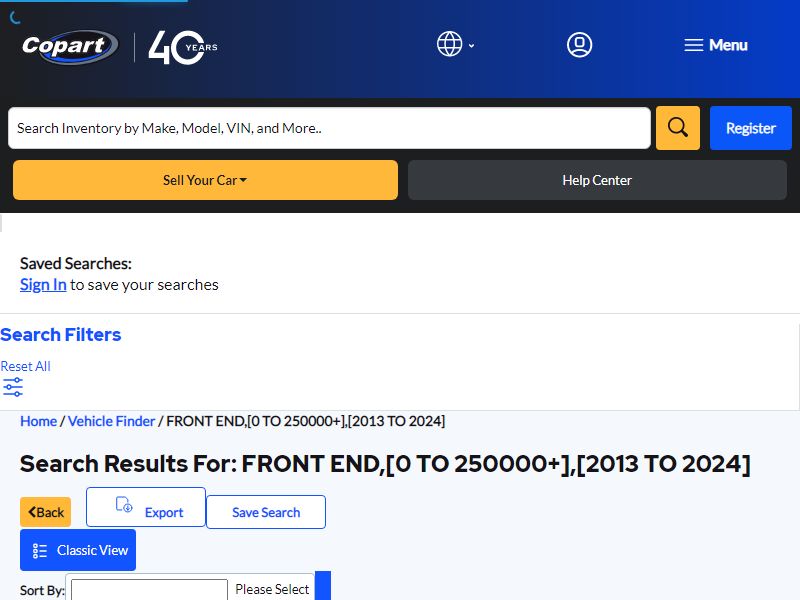 Copart
40 YEARS
Menu
Search Inventory by Make, Model, VIN, and More..
Register
Sell Your Car
Help Center
Saved Searches:
Sign In to save your searches
Search Filters
Reset All
Home / Vehicle Finder / FRONT END,[0 TO 250000+],[2013 TO 2024]
Search Results For: FRONT END,[0 TO 250000+],[2013 TO 2024]
Back
Export
Save Search
Classic View
Sort By:
Please Select